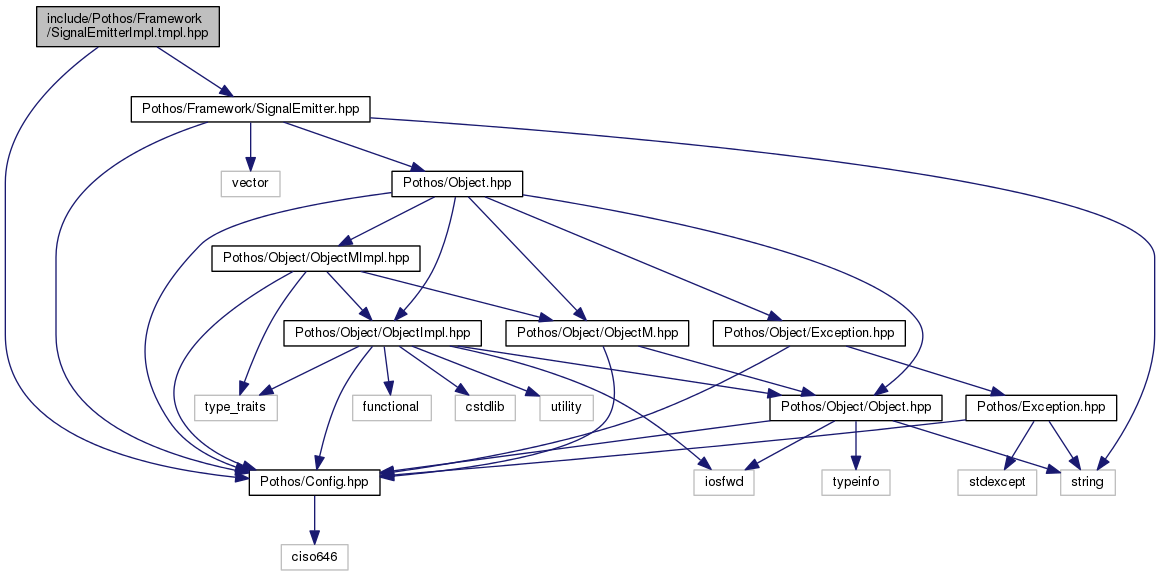 include/Pothos/Framework
/SignalEmitterImpl.tmpl.hpp
Pothos/Framework/SignalEmitter.hpp
vector
Pothos/Object.hpp
Pothos/Object/ObjectMImpl.hpp
Pothos/Object/ObjectImpl.hpp
Pothos/Object/ObjectM.hpp
Pothos/Object/Exception.hpp
type_traits
functional
cstdlib
utility
Pothos/Object/Object.hpp
Pothos/Exception.hpp
Pothos/Config.hpp
iosfwd
typeinfo
stdexcept
string
ciso646